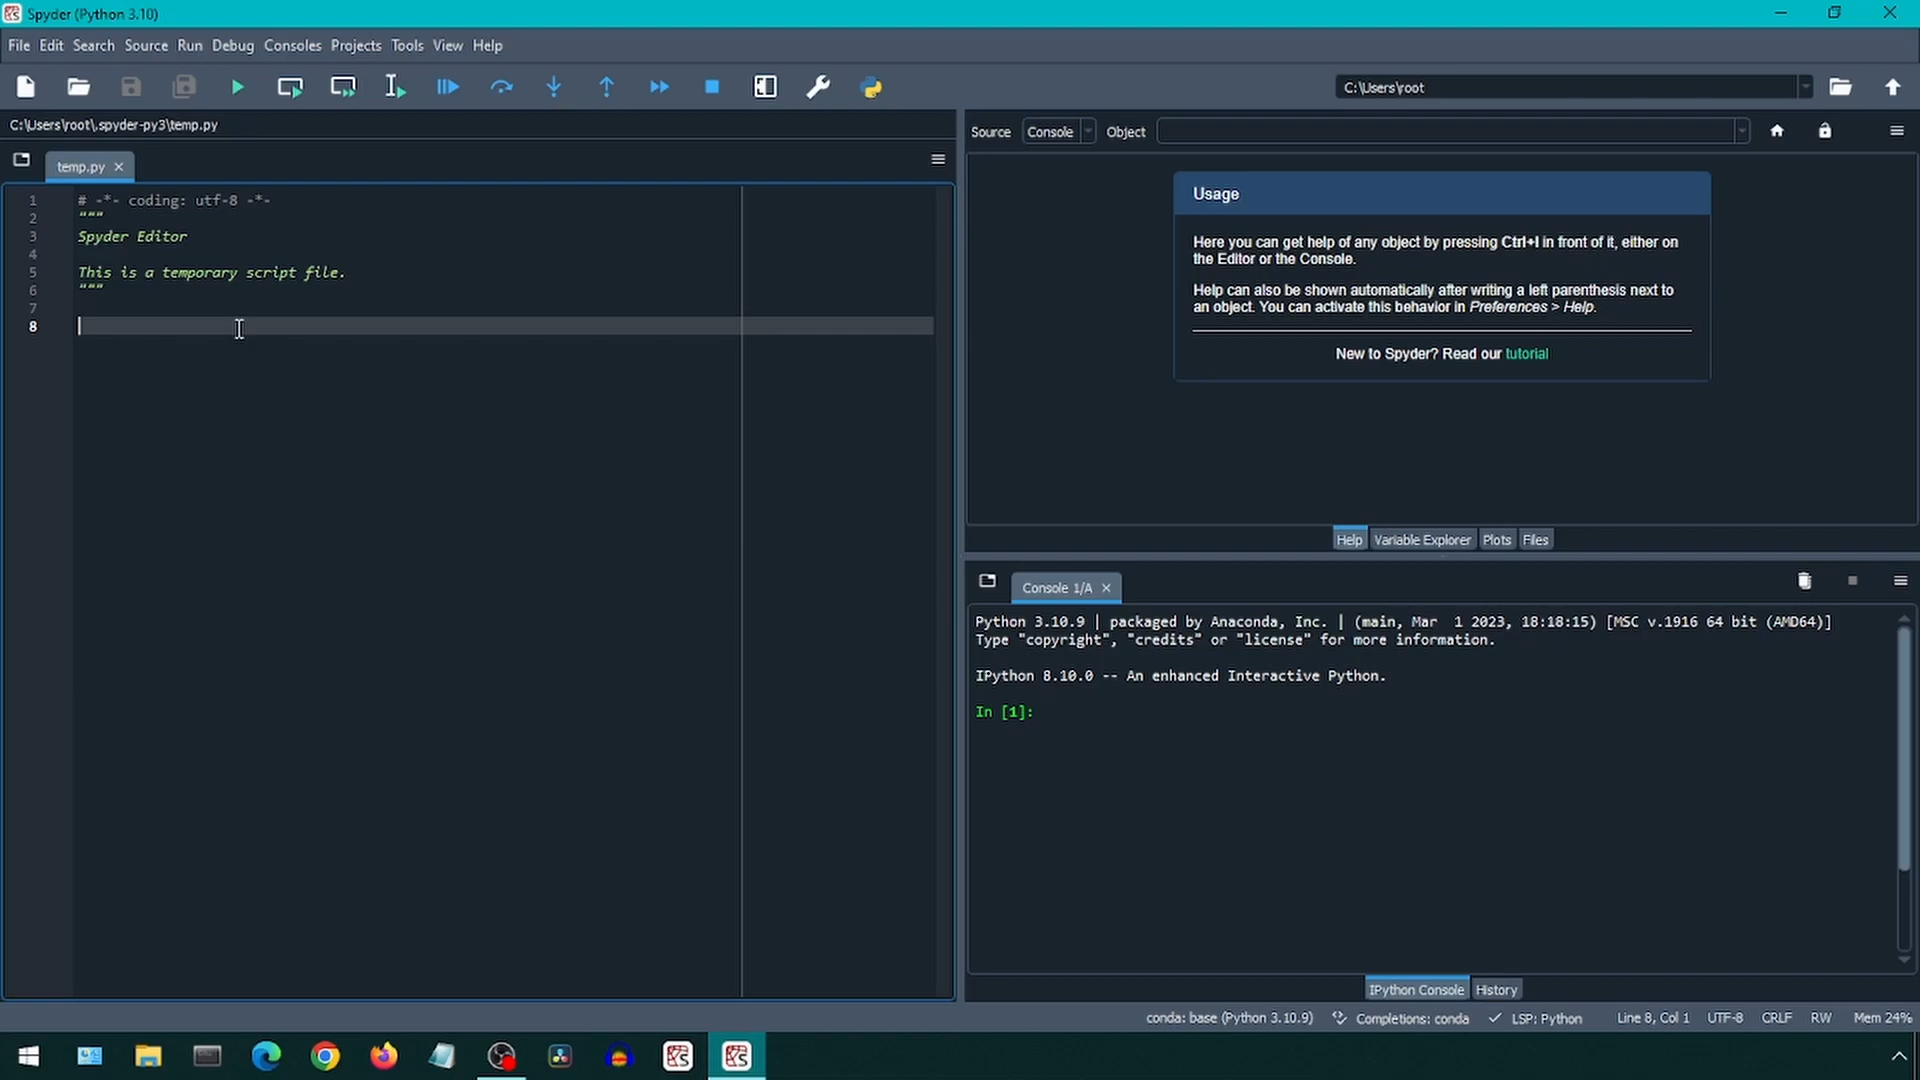 Spyder (Python 3.10)
File Edit Search Source Run Debug Consoles Projects Tools View Help
C:\Users\root
C:\Users\root\.spyder-py3\temp.py
temp.py
1 # -*- coding: utf-8 -*-
2 """
3 Spyder Editor
4
5 This is a temporary script file.
6 """
7
8
Source Console Object
Usage
Here you can get help of any object by pressing Ctrl+I in front of it, either on
the Editor or the Console.
Help can also be shown automatically after writing a left parenthesis next to
an object. You can activate this behavior in Preferences > Help.
New to Spyder? Read our tutorial
Help Variable Explorer Plots Files
Console 1/A
Python 3.10.9 | packaged by Anaconda, Inc. | (main, Mar  1 2023, 18:18:15) [MSC v.1916 64 bit (AMD64)]
Type "copyright", "credits" or "license" for more information.
IPython 8.10.0 -- An enhanced Interactive Python.
In [1]:
IPython Console History
conda: base (Python 3.10.9) Completions: conda LSP: Python Line 8, Col 1 UTF-8 CRLF RW Mem 24%